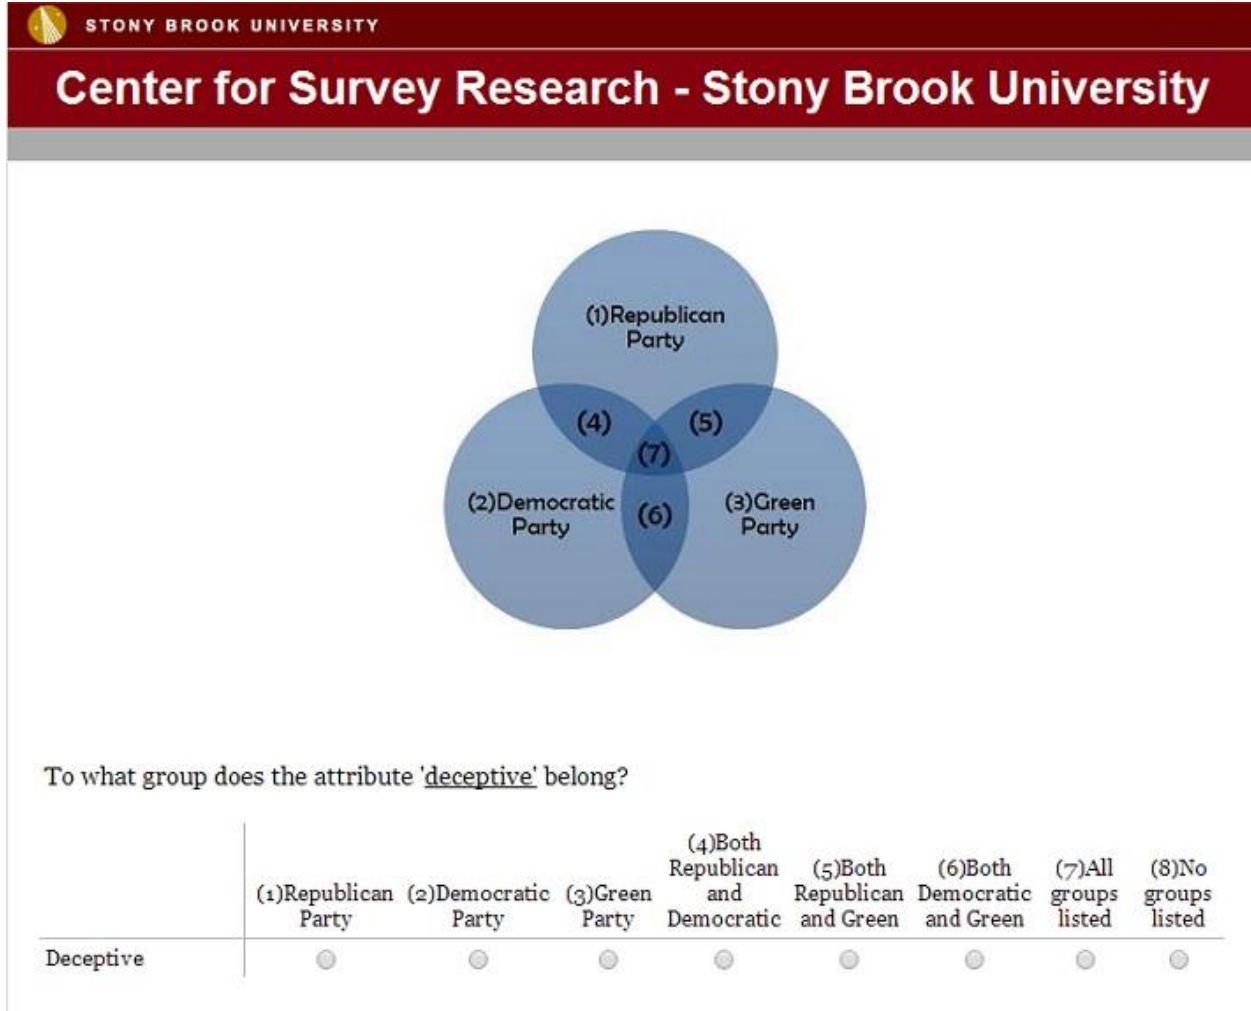 STONY BROOK UNIVERSITY
Center for Survey Research - Stony Brook University
(1)Republican
Party
(4)
(5)
(7)
(2)Democratic
Party
(6)
(3)Green
Party
To what group does the attribute 'deceptive' belong?
(1)Republican
Party
(2)Democratic
Party
(3)Green
Party
(4)Both
Republican
and
Democratic
(5)Both
Republican
and Green
(6)Both
Democratic
and Green
(7)All
groups
listed
(8)No
groups
listed
Deceptive